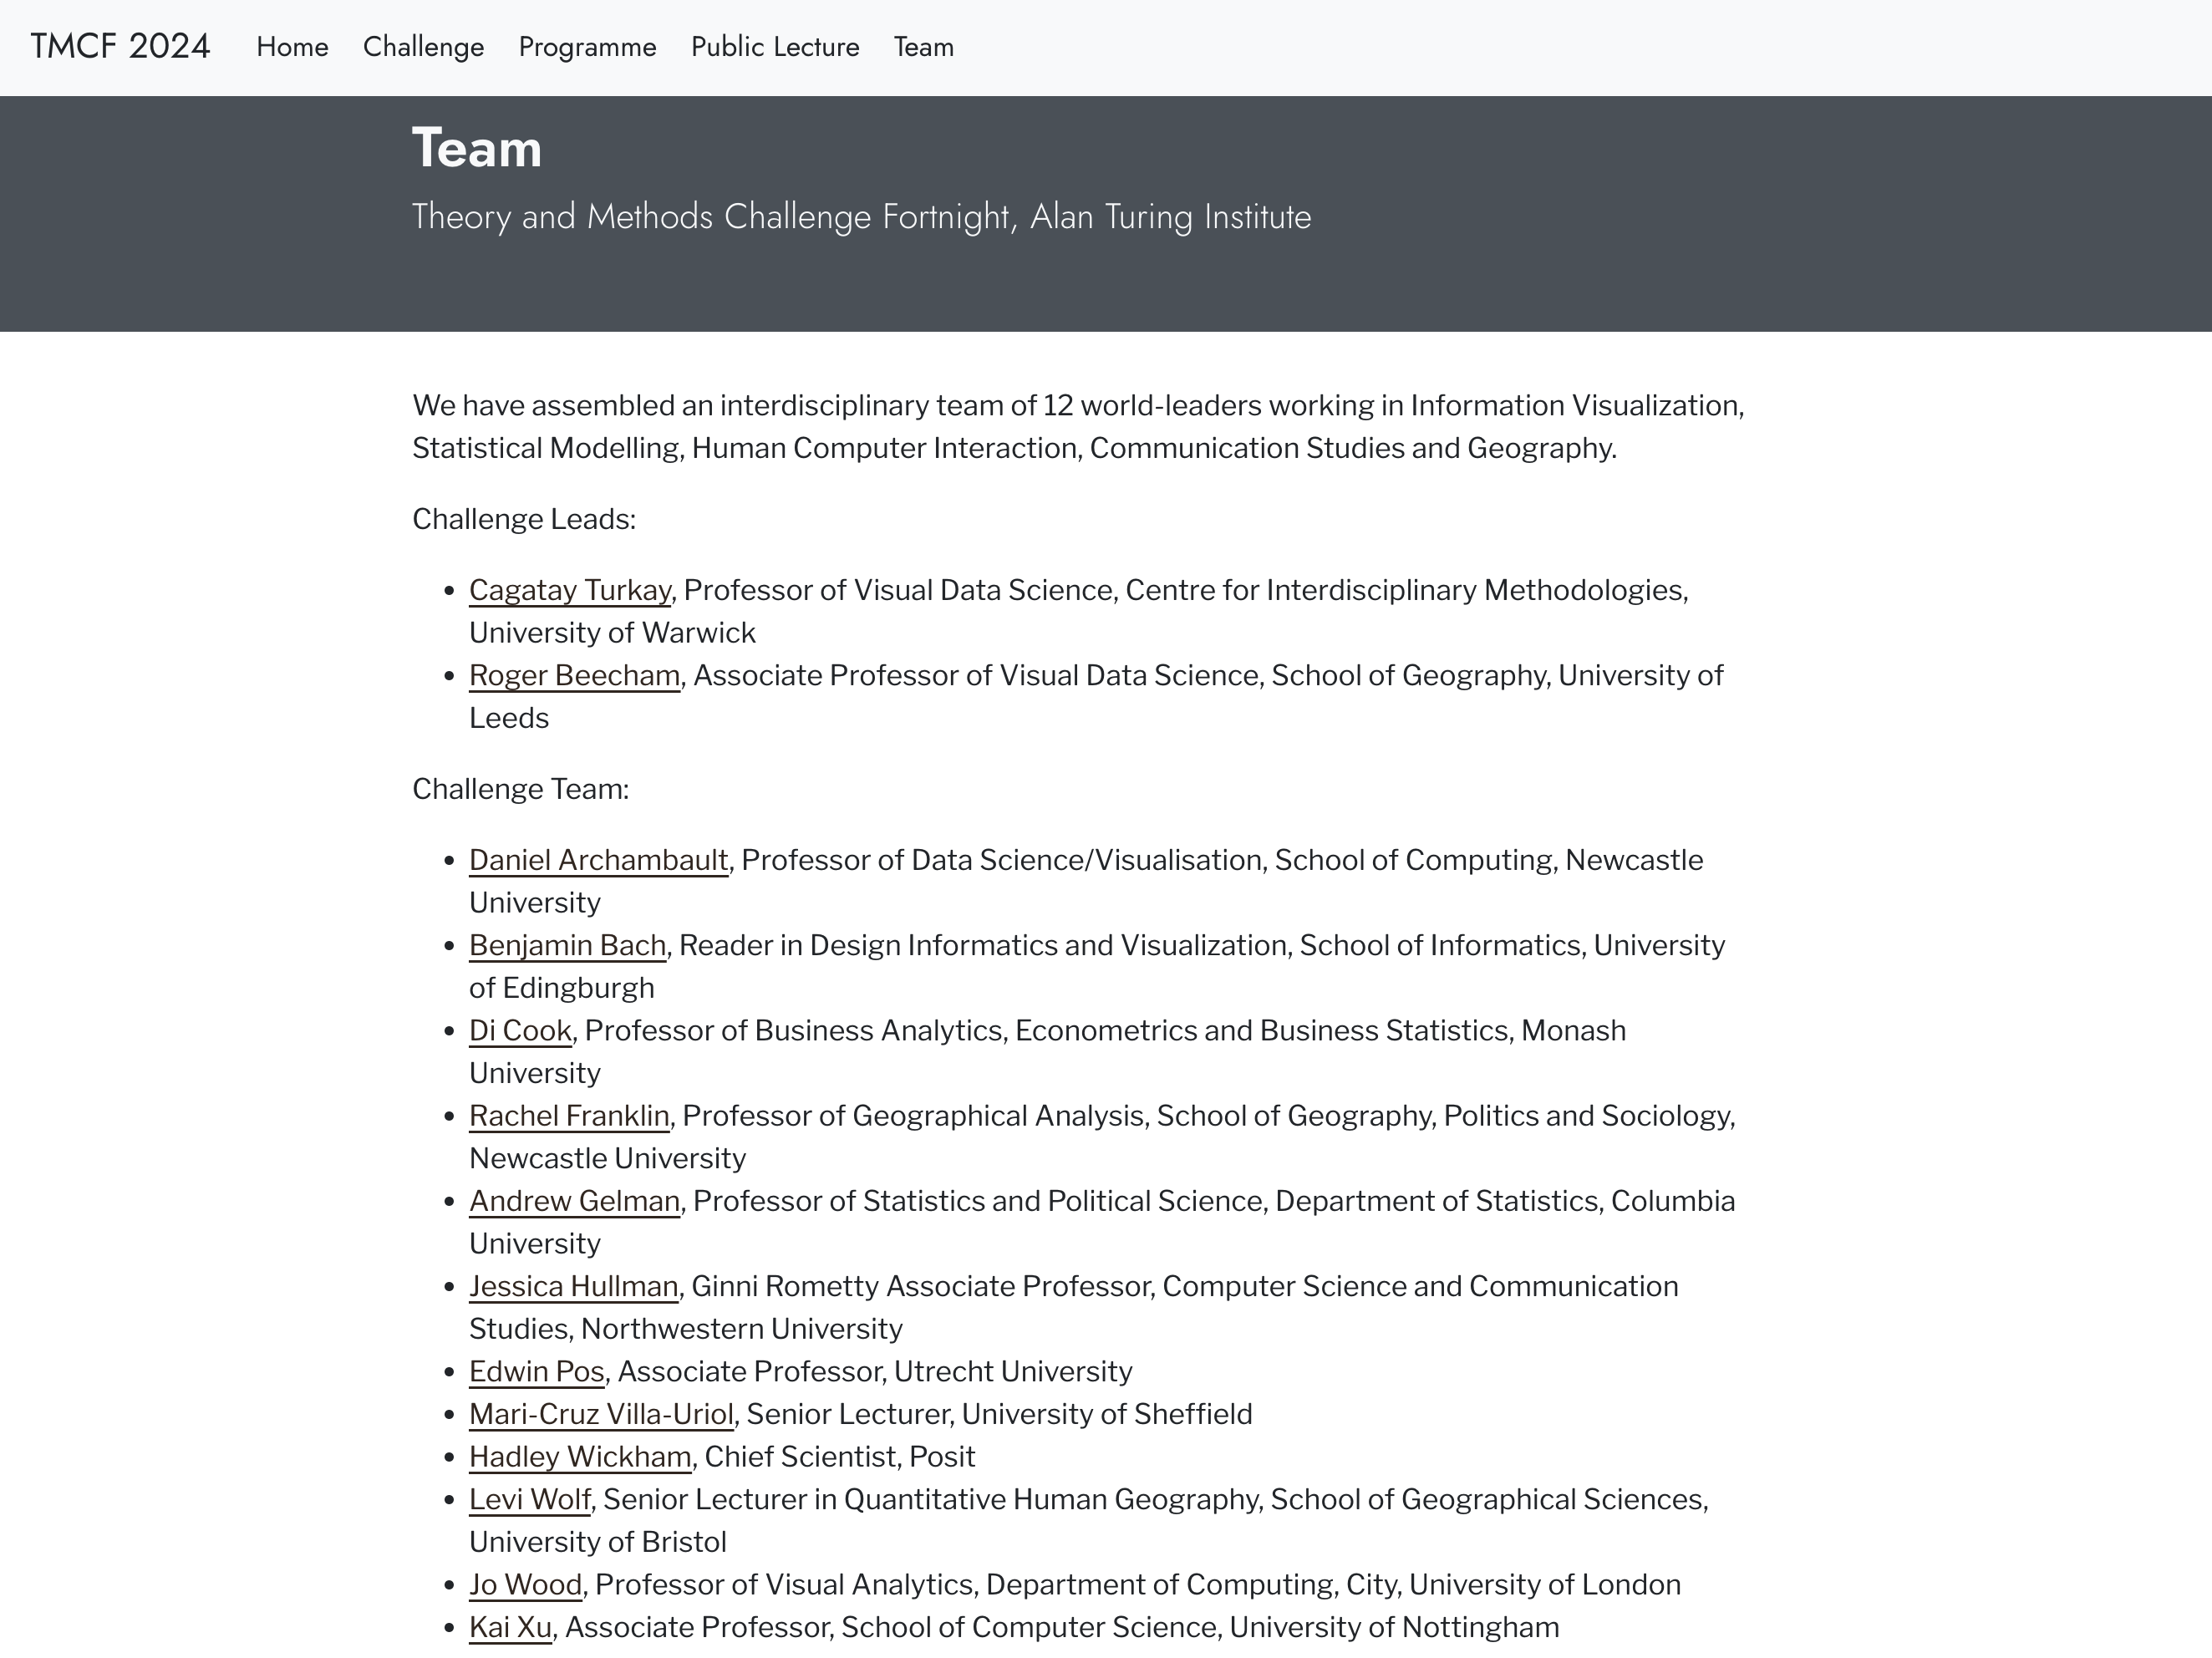 TMCF 2024 Home Challenge Programme Public Lecture Team
Team
Theory and Methods Challenge Fortnight, Alan Turing Institute
We have assembled an interdisciplinary team of 12 world-leaders working in Information Visualization,
Statistical Modelling, Human Computer Interaction, Communication Studies and Geography.
Challenge Leads:
• Cagatay Turkay, Professor of Visual Data Science, Centre for Interdisciplinary Methodologies,
University of Warwick
• Roger Beecham, Associate Professor of Visual Data Science, School of Geography, University of
Leeds
Challenge Team:
• Daniel Archambault, Professor of Data Science/Visualisation, School of Computing, Newcastle
University
• Benjamin Bach, Reader in Design Informatics and Visualization, School of Informatics, University
of Edingburgh
• Di Cook, Professor of Business Analytics, Econometrics and Business Statistics, Monash
University
• Rachel Franklin, Professor of Geographical Analysis, School of Geography, Politics and Sociology,
Newcastle University
• Andrew Gelman, Professor of Statistics and Political Science, Department of Statistics, Columbia
University
• Jessica Hullman, Ginni Rometty Associate Professor, Computer Science and Communication
Studies, Northwestern University
• Edwin Pos, Associate Professor, Utrecht University
• Mari-Cruz Villa-Uriol, Senior Lecturer, University of Sheffield
• Hadley Wickham, Chief Scientist, Posit
• Levi Wolf, Senior Lecturer in Quantitative Human Geography, School of Geographical Sciences,
University of Bristol
• Jo Wood, Professor of Visual Analytics, Department of Computing, City, University of London
• Kai Xu, Associate Professor, School of Computer Science, University of Nottingham